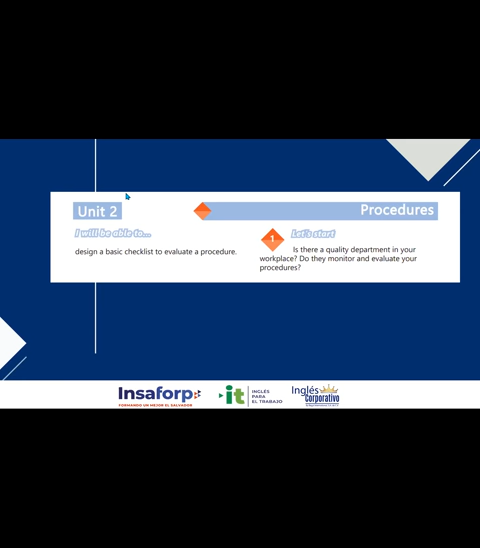 Unit 2
Procedures
I will be able to...
design a basic checklist to evaluate a procedure.
1
Let's start
Is there a quality department in your
workplace? Do they monitor and evaluate your
procedures?
Insaforp
FORMANDO UN MEJOR EL SALVADOR
it
INGLÉS
PARA
EL TRABAJO
Inglés
Corporativo